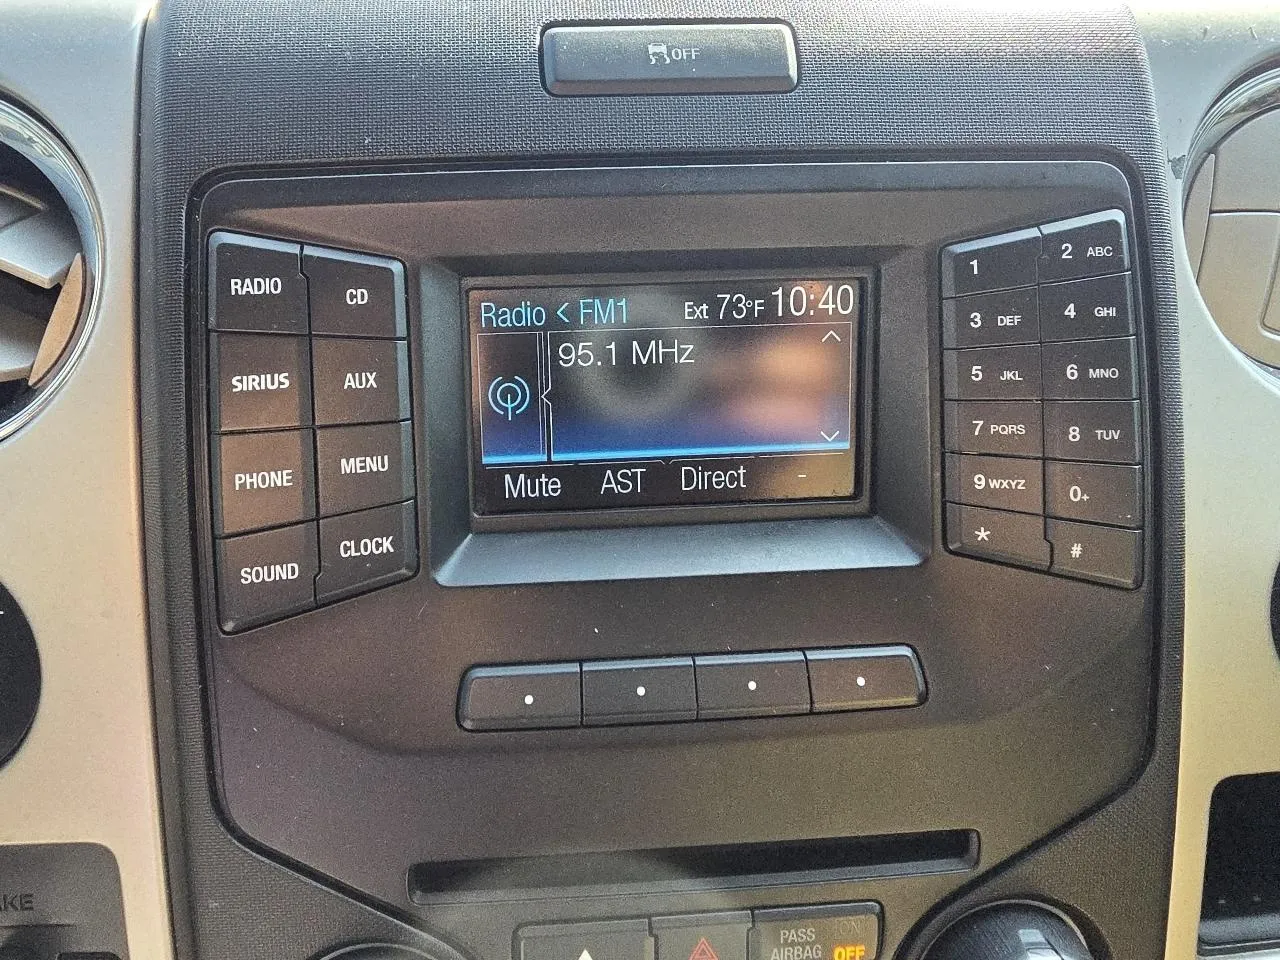 OFF
RADIO
CD
SIRIUS
AUX
PHONE
MENU
SOUND
CLOCK
Radio < FM1 Ext 73°F 10:40
95.1 MHz
Mute AST Direct -
1
2 ABC
3 DEF
4 GHI
5 JKL
6 MNO
7 PQRS
8 TUV
9 WXYZ
0+
*
#
PASS
AIRBAG
ON
OFF